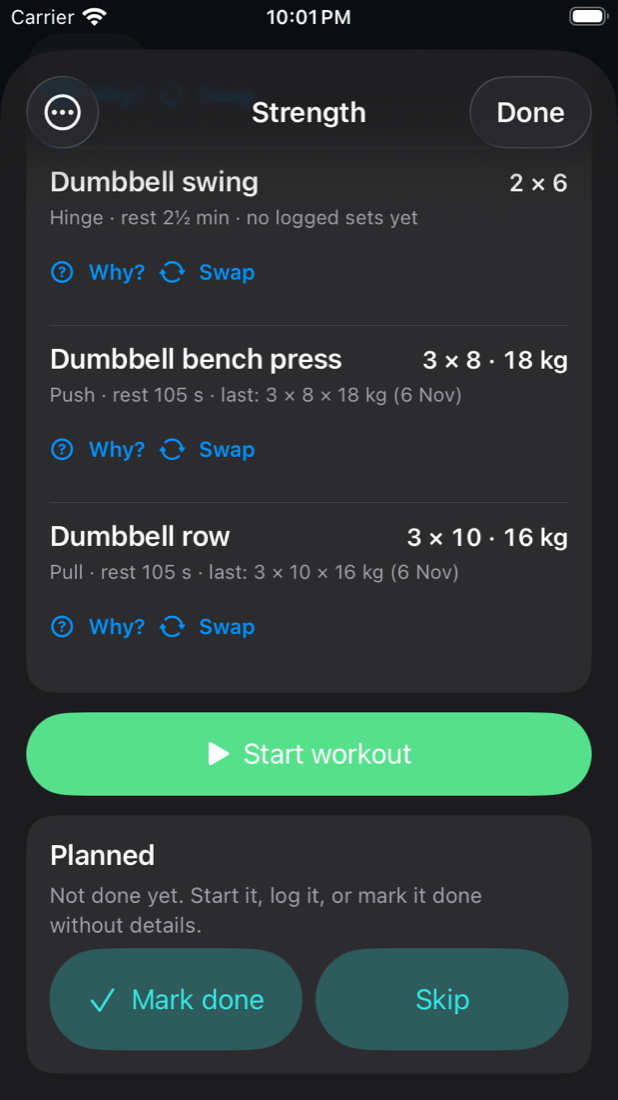 Carrier
10:01 PM
Strength
Done
Dumbbell swing
2 × 6
Hinge · rest 2½ min · no logged sets yet
Why?
Swap
Dumbbell bench press
3 × 8 · 18 kg
Push · rest 105 s · last: 3 × 8 × 18 kg (6 Nov)
Why?
Swap
Dumbbell row
3 × 10 · 16 kg
Pull · rest 105 s · last: 3 × 10 × 16 kg (6 Nov)
Why?
Swap
Start workout
Planned
Not done yet. Start it, log it, or mark it done
without details.
Mark done
Skip